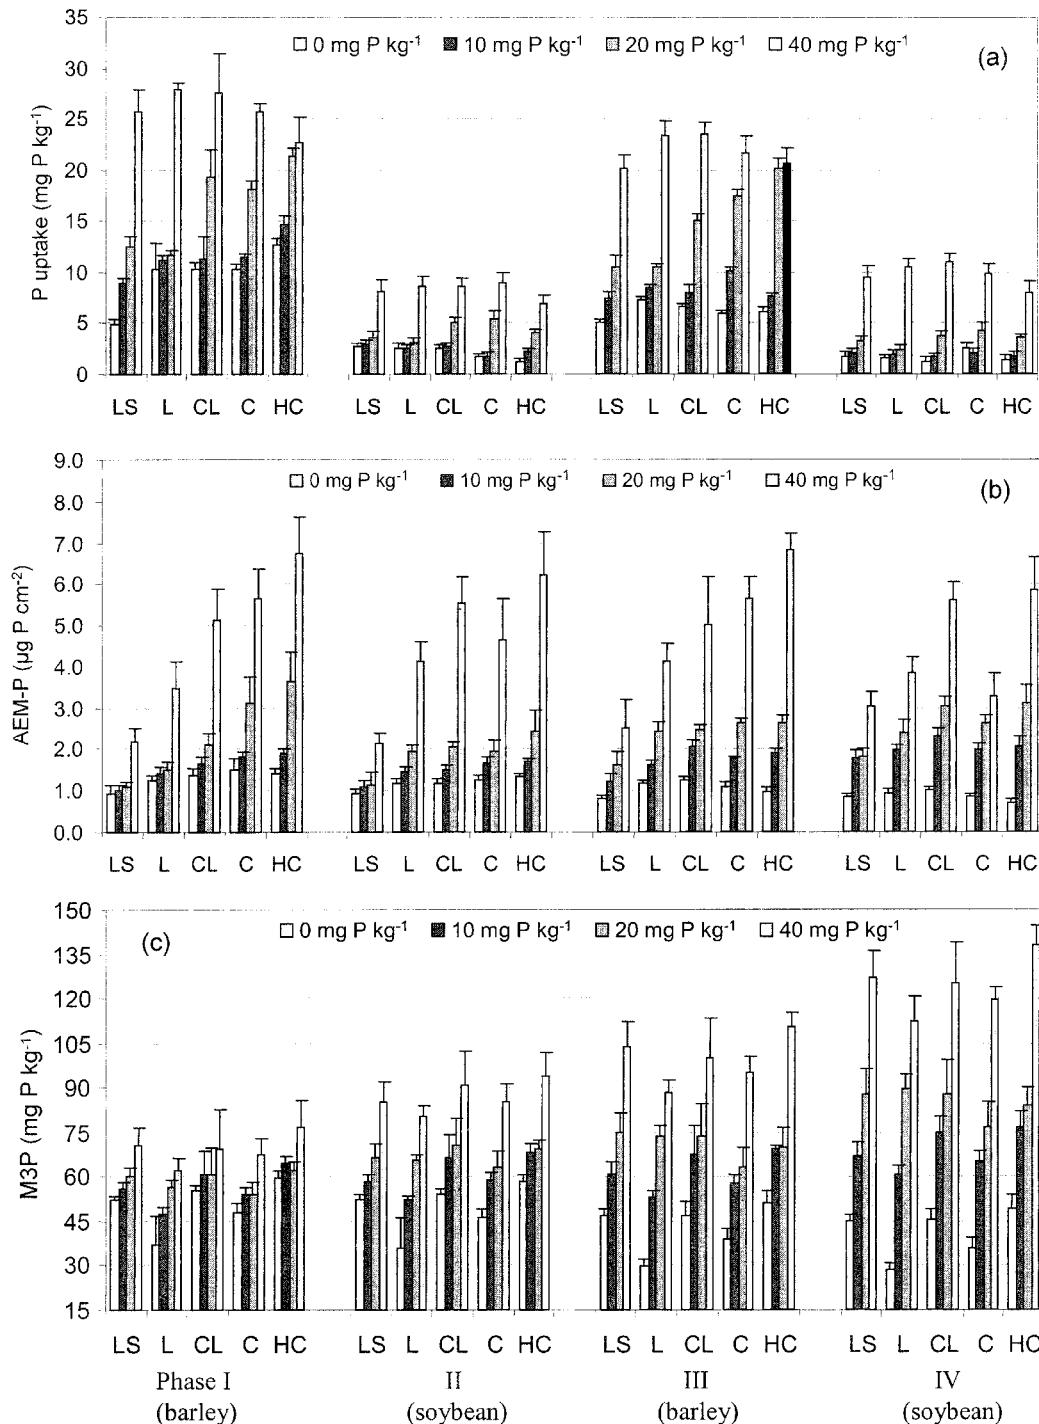 35
30
25
20
15
10
5
0
P uptake (mg P kg⁻¹)
0 mg P kg⁻¹ 10 mg P kg⁻¹ 20 mg P kg⁻¹ 40 mg P kg⁻¹
(a)
LS L CL C HC LS L CL C HC LS L CL C HC LS L CL C HC
9.0
8.0
7.0
6.0
5.0
4.0
3.0
2.0
1.0
0.0
AEM-P (µg P cm⁻²)
0 mg P kg⁻¹ 10 mg P kg⁻¹ 20 mg P kg⁻¹ 40 mg P kg⁻¹
(b)
LS L CL C HC LS L CL C HC LS L CL C HC LS L CL C HC
150
135
120
105
90
75
60
45
30
15
M3P (mg P kg⁻¹)
(c)
0 mg P kg⁻¹ 10 mg P kg⁻¹ 20 mg P kg⁻¹ 40 mg P kg⁻¹
LS L CL C HC LS L CL C HC LS L CL C HC LS L CL C HC
Phase I II III IV
(barley) (soybean) (barley) (soybean)